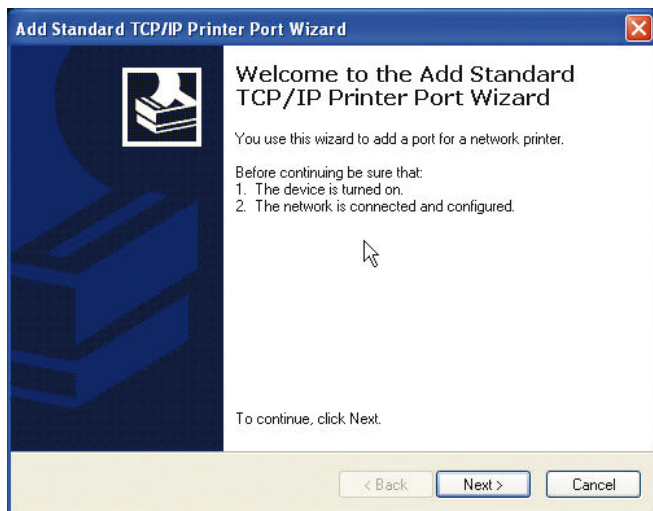 Add Standard TCP/IP Printer Port Wizard
Welcome to the Add Standard
TCP/IP Printer Port Wizard
You use this wizard to add a port for a network printer.
Before continuing be sure that:
1. The device is turned on.
2. The network is connected and configured.
To continue, click Next.
< Back
Next >
Cancel